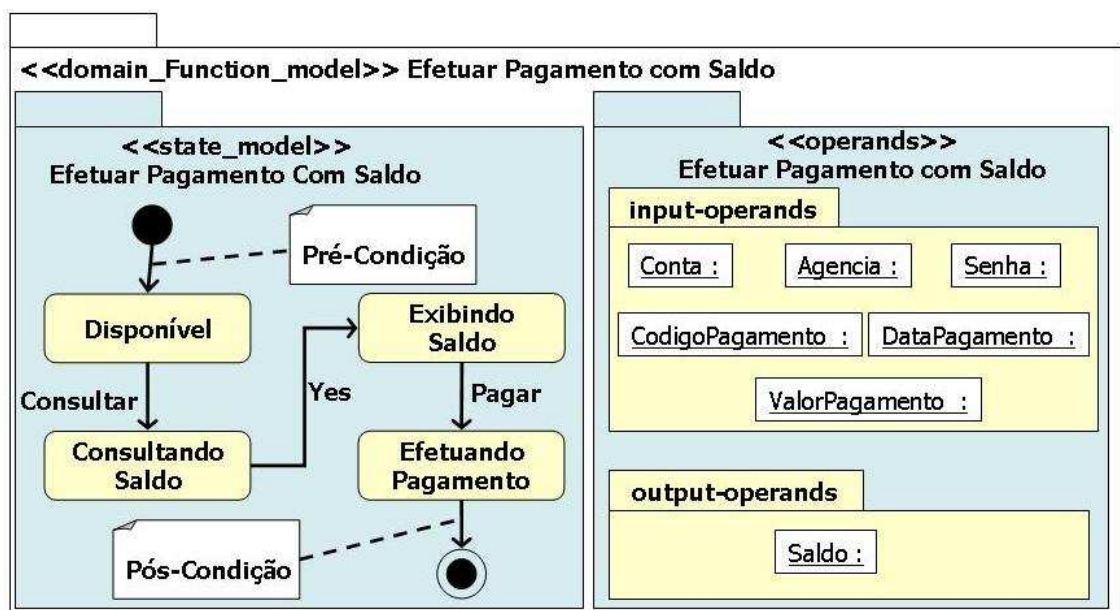 <<domain_Function_model>> Efetuar Pagamento com Saldo
<<state_model>>
Efetuar Pagamento Com Saldo
Pré-Condição
Disponível
Exibindo
Saldo
Consultar
Yes
Pagar
Consultando
Saldo
Efetuando
Pagamento
Pós-Condição
<<operands>>
Efetuar Pagamento com Saldo
input-operands
Conta :
Agencia :
Senha :
CodigoPagamento :
DataPagamento :
ValorPagamento :
output-operands
Saldo :